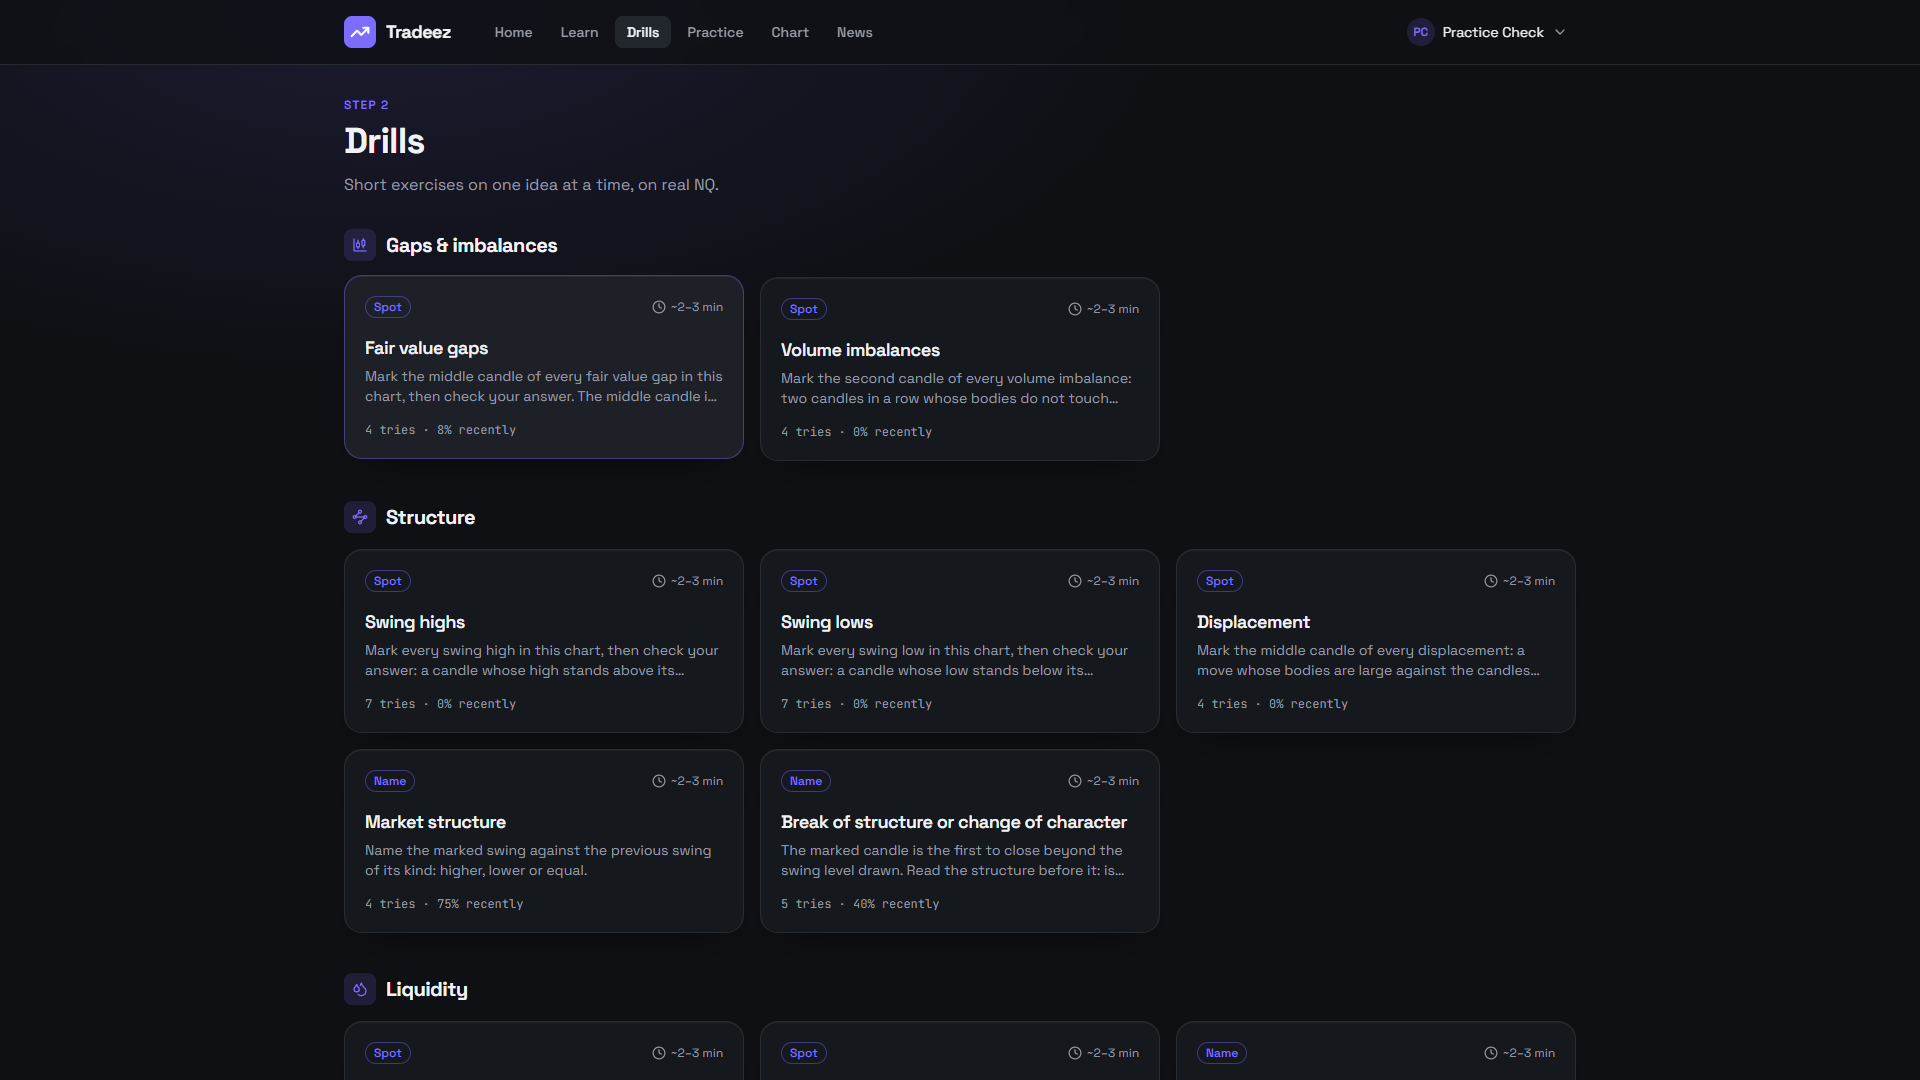 Tradeez
Home
Learn
Drills
Practice
Chart
News
PC
Practice Check
STEP 2
Drills
Short exercises on one idea at a time, on real NQ.
Gaps & imbalances
Spot
~2–3 min
Fair value gaps
Mark the middle candle of every fair value gap in this
chart, then check your answer. The middle candle i…
4 tries · 8% recently
Spot
~2–3 min
Volume imbalances
Mark the second candle of every volume imbalance:
two candles in a row whose bodies do not touch…
4 tries · 0% recently
Structure
Spot
~2–3 min
Swing highs
Mark every swing high in this chart, then check your
answer: a candle whose high stands above its…
7 tries · 0% recently
Spot
~2–3 min
Swing lows
Mark every swing low in this chart, then check your
answer: a candle whose low stands below its…
7 tries · 0% recently
Spot
~2–3 min
Displacement
Mark the middle candle of every displacement: a
move whose bodies are large against the candles…
4 tries · 0% recently
Name
~2–3 min
Market structure
Name the marked swing against the previous swing
of its kind: higher, lower or equal.
4 tries · 75% recently
Name
~2–3 min
Break of structure or change of character
The marked candle is the first to close beyond the
swing level drawn. Read the structure before it: is…
5 tries · 40% recently
Liquidity
Spot
~2–3 min
Spot
~2–3 min
Name
~2–3 min